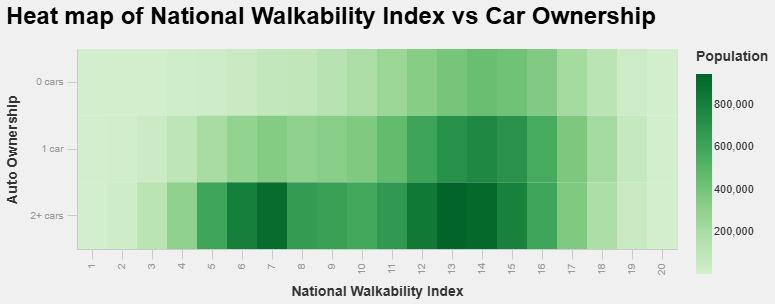 Heat map of National Walkability Index vs Car Ownership
Population
800,000
600,000
400,000
200,000
Auto Ownership
0 cars
1 car
2+ cars
1 2 3 4 5 6 7 8 9 10 11 12 13 14 15 16 17 18 19 20
National Walkability Index